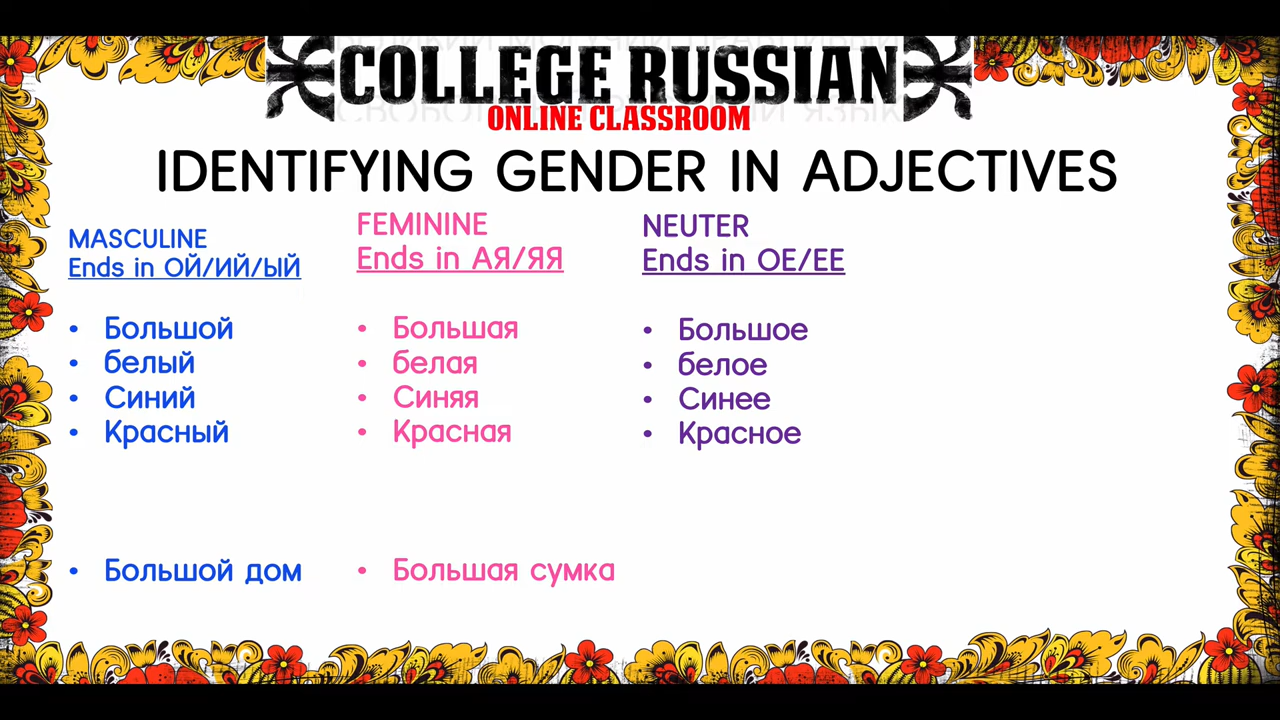 COLLEGE RUSSIAN
ONLINE CLASSROOM
IDENTIFYING GENDER IN ADJECTIVES
MASCULINE
Ends in ОЙ/ИЙ/ЫЙ
• Большой
• белый
• Синий
• Красный
• Большой дом
FEMININE
Ends in АЯ/ЯЯ
• Большая
• белая
• Синяя
• Красная
• Большая сумка
NEUTER
Ends in ОЕ/ЕЕ
• Большое
• белое
• Синее
• Красное